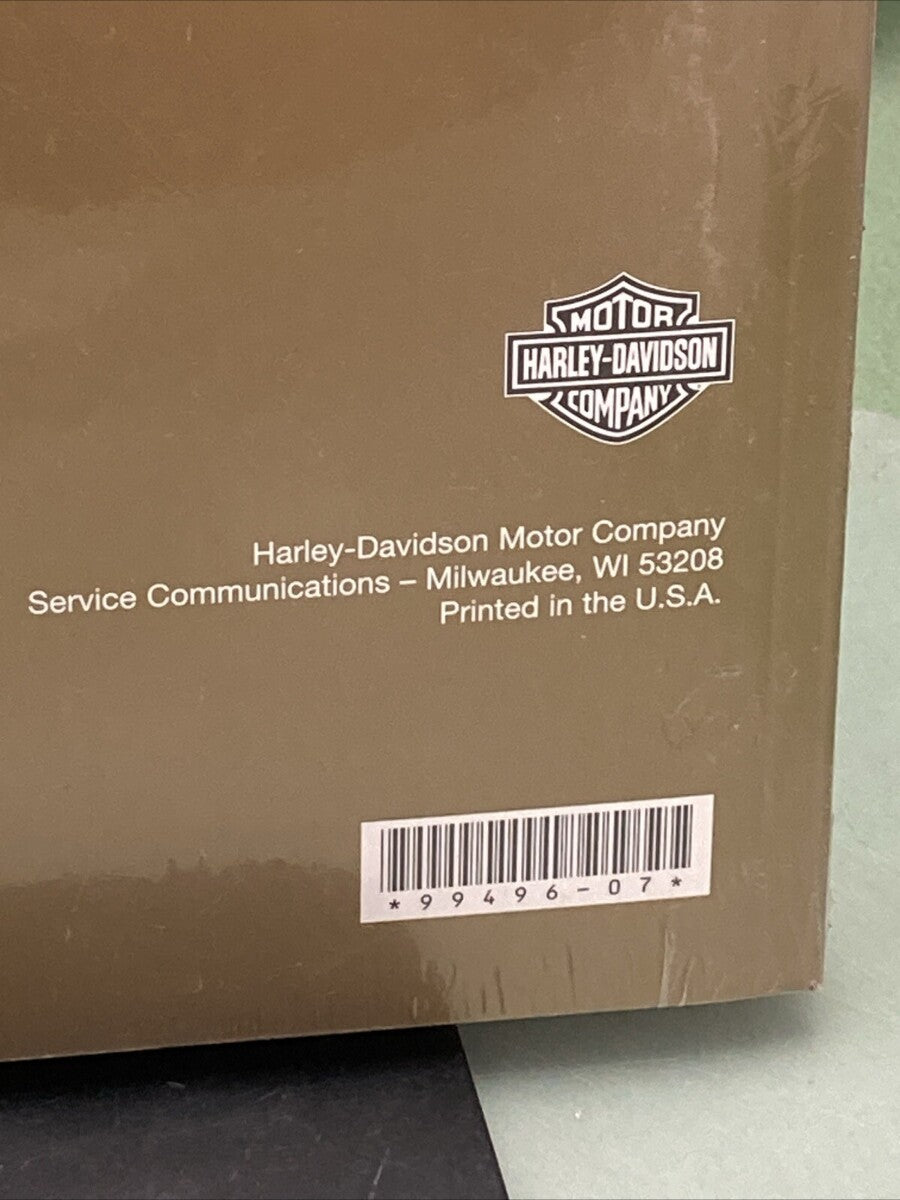 MOTOR
HARLEY-DAVIDSON
COMPANY
Harley-Davidson Motor Company
Service Communications – Milwaukee, WI 53208
Printed in the U.S.A.
*99496-07*